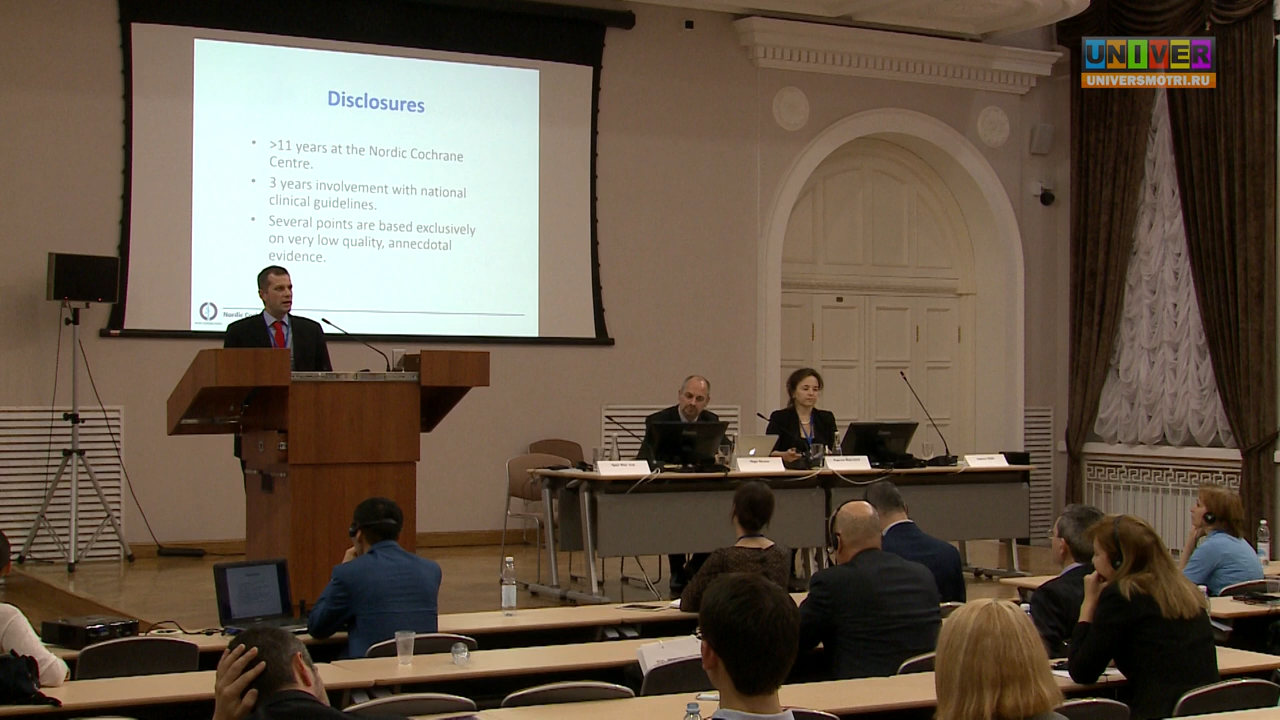 UNIVER
UNIVERSMOTRI.RU
Disclosures
• >11 years at the Nordic Cochrane
Centre.
• 3 years involvement with national
clinical guidelines.
• Several points are based exclusively
on very low quality, annecdotal
evidence.
Nordic